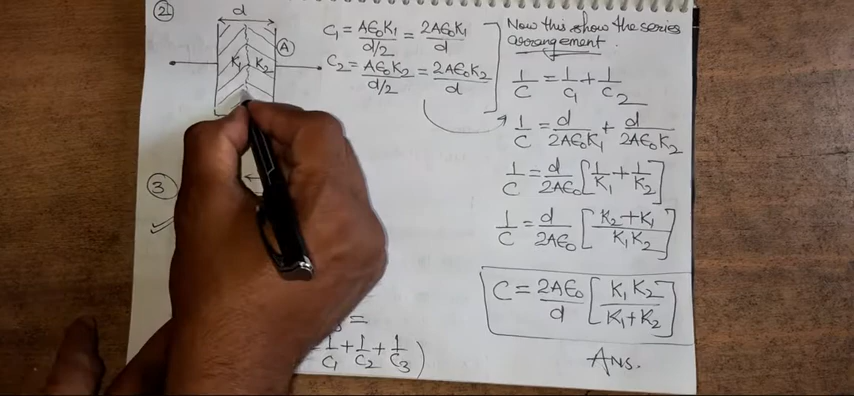 2
d
A
K₁ K₂
C₁ = Aε₀K₁/d/2 = 2Aε₀K₁/d
C₂ = Aε₀K₂/d/2 = 2Aε₀K₂/d
Now this show the series
arrangement.
1/C = 1/C₁ + 1/C₂
1/C = d/2Aε₀K₁ + d/2Aε₀K₂
1/C = d/2Aε₀ [1/K₁ + 1/K₂]
1/C = d/2Aε₀ [K₂+K₁/K₁K₂]
C = 2Aε₀/d [K₁K₂/K₁+K₂]
Ans.
3
=
1/C₁ + 1/C₂ + 1/C₃)